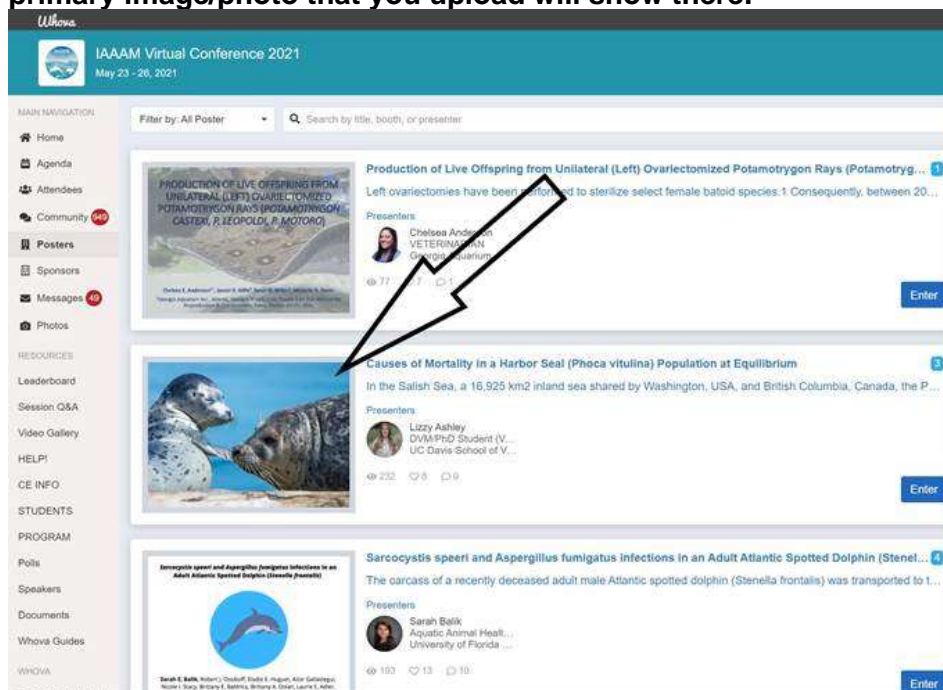 primary image/photo that you upload will show there.
Whova
IAAAM Virtual Conference 2021
May 23 - 26, 2021
MAIN NAVIGATION
Home
Agenda
Attendees
Community 649
Posters
Sponsors
Messages 49
Photos
RESOURCES
Leaderboard
Session Q&A
Video Gallery
HELP!
CE INFO
STUDENTS
PROGRAM
Polls
Speakers
Documents
Whova Guides
WHOVA
Filter by: All Poster
Search by title, booth, or presenter
PRODUCTION OF LIVE OFFSPRING FROM
UNILATERAL (LEFT) OVARIECTOMIZED
POTAMOTRYGON RAYS (POTAMOTRYGON
CASTEXI, P. LEOPOLDI, P. MOTORO)
Production of Live Offspring from Unilateral (Left) Ovariectomized Potamotrygon Rays (Potamotryg... 1
Left ovariectomies have been performed to sterilize select female batoid species.1 Consequently, between 20...
Presenters
Chelsea Anderson
VETERINARIAN
Georgia Aquarium
77 7 1
Enter
Causes of Mortality in a Harbor Seal (Phoca vitulina) Population at Equilibrium 3
In the Salish Sea, a 16,925 km2 inland sea shared by Washington, USA, and British Columbia, Canada, the P...
Presenters
Lizzy Ashley
DVM/PhD Student (V...
UC Davis School of V...
232 8 9
Enter
Sarcocystis speeri and Aspergillus fumigatus infections in an
Adult Atlantic Spotted Dolphin (Stenella frontalis)
Sarcocystis speeri and Aspergillus fumigatus Infections in an Adult Atlantic Spotted Dolphin (Stenel... 4
The carcass of a recently deceased adult male Atlantic spotted dolphin (Stenella frontalis) was transported to t...
Presenters
Sarah Balik
Aquatic Animal Healt...
University of Florida ...
193 13 10
Enter